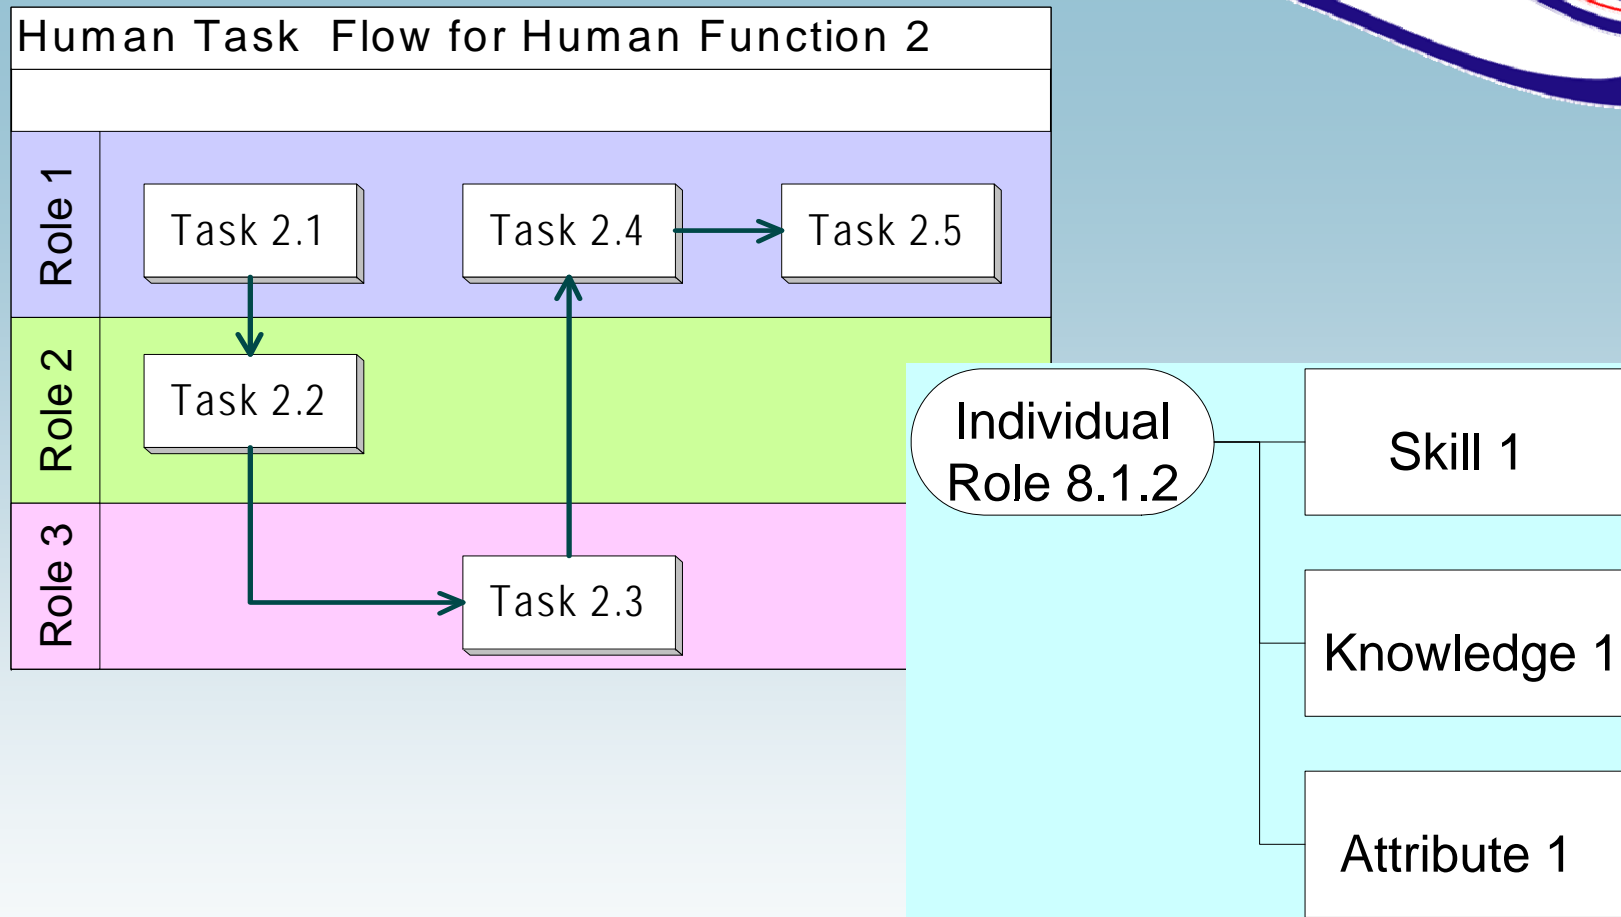 Human Task Flow for Human Function 2
Role 1
Task 2.1
Task 2.4
Task 2.5
Role 2
Task 2.2
Role 3
Task 2.3
Individual
Role 8.1.2
Skill 1
Knowledge 1
Attribute 1